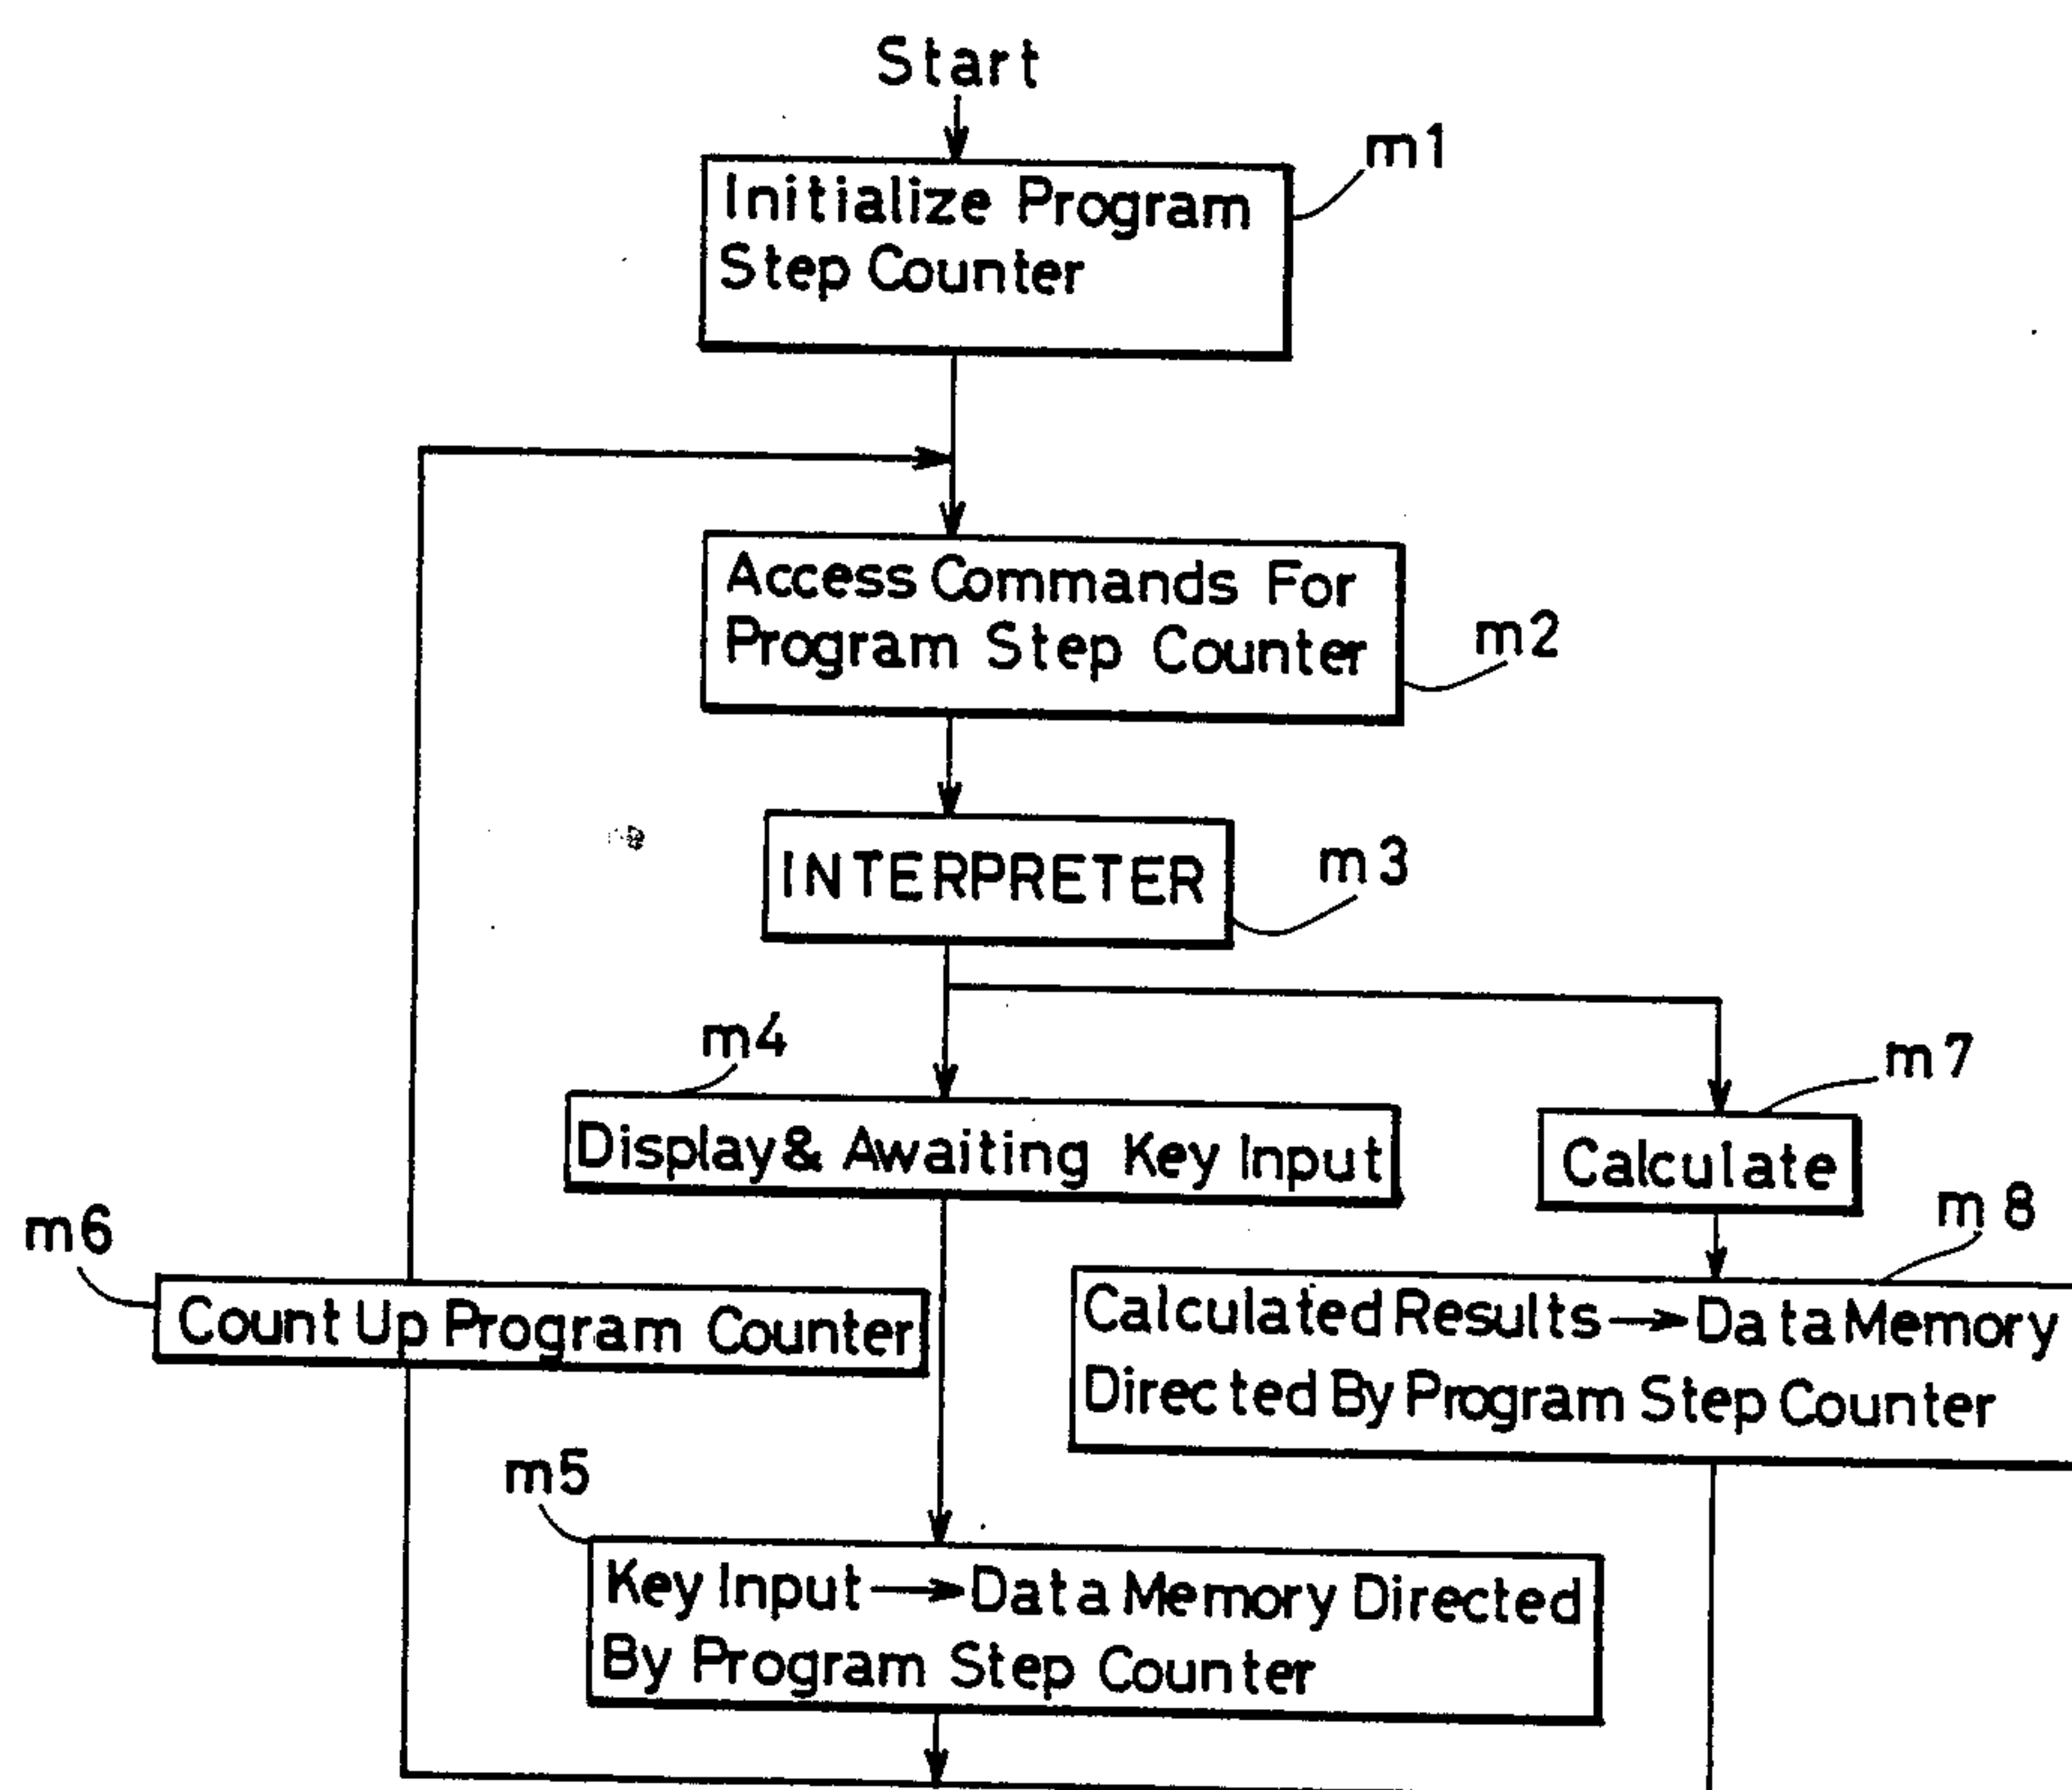 Start
m1
Initialize Program
Step Counter
Access Commands For
Program Step Counter
m2
INTERPRETER
m3
m4
m7
Display & Awaiting Key Input
Calculate
m6
m8
Count Up Program Counter
Calculated Results → Data Memory
Directed By Program Step Counter
m5
Key Input → Data Memory Directed
By Program Step Counter